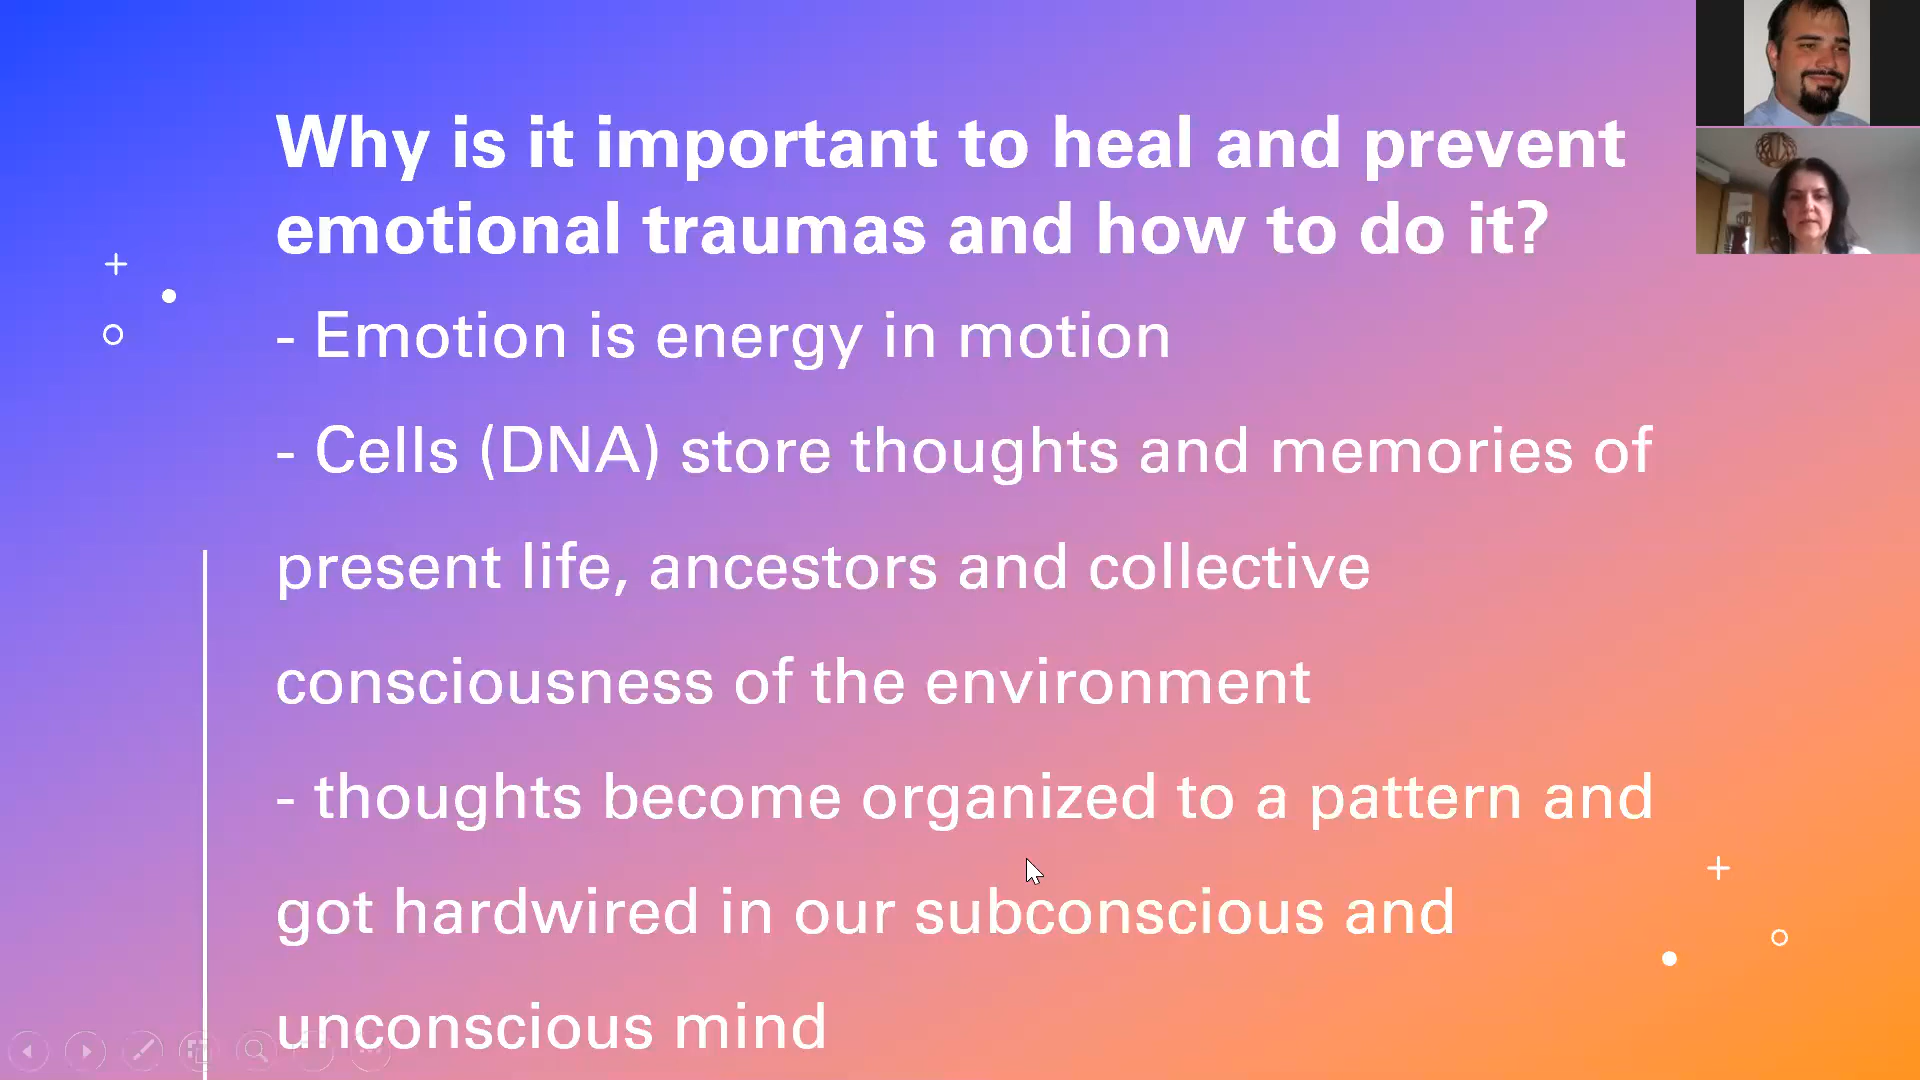 Why is it important to heal and prevent
emotional traumas and how to do it?
- Emotion is energy in motion
- Cells (DNA) store thoughts and memories of
present life, ancestors and collective
consciousness of the environment
- thoughts become organized to a pattern and
got hardwired in our subconscious and
unconscious mind